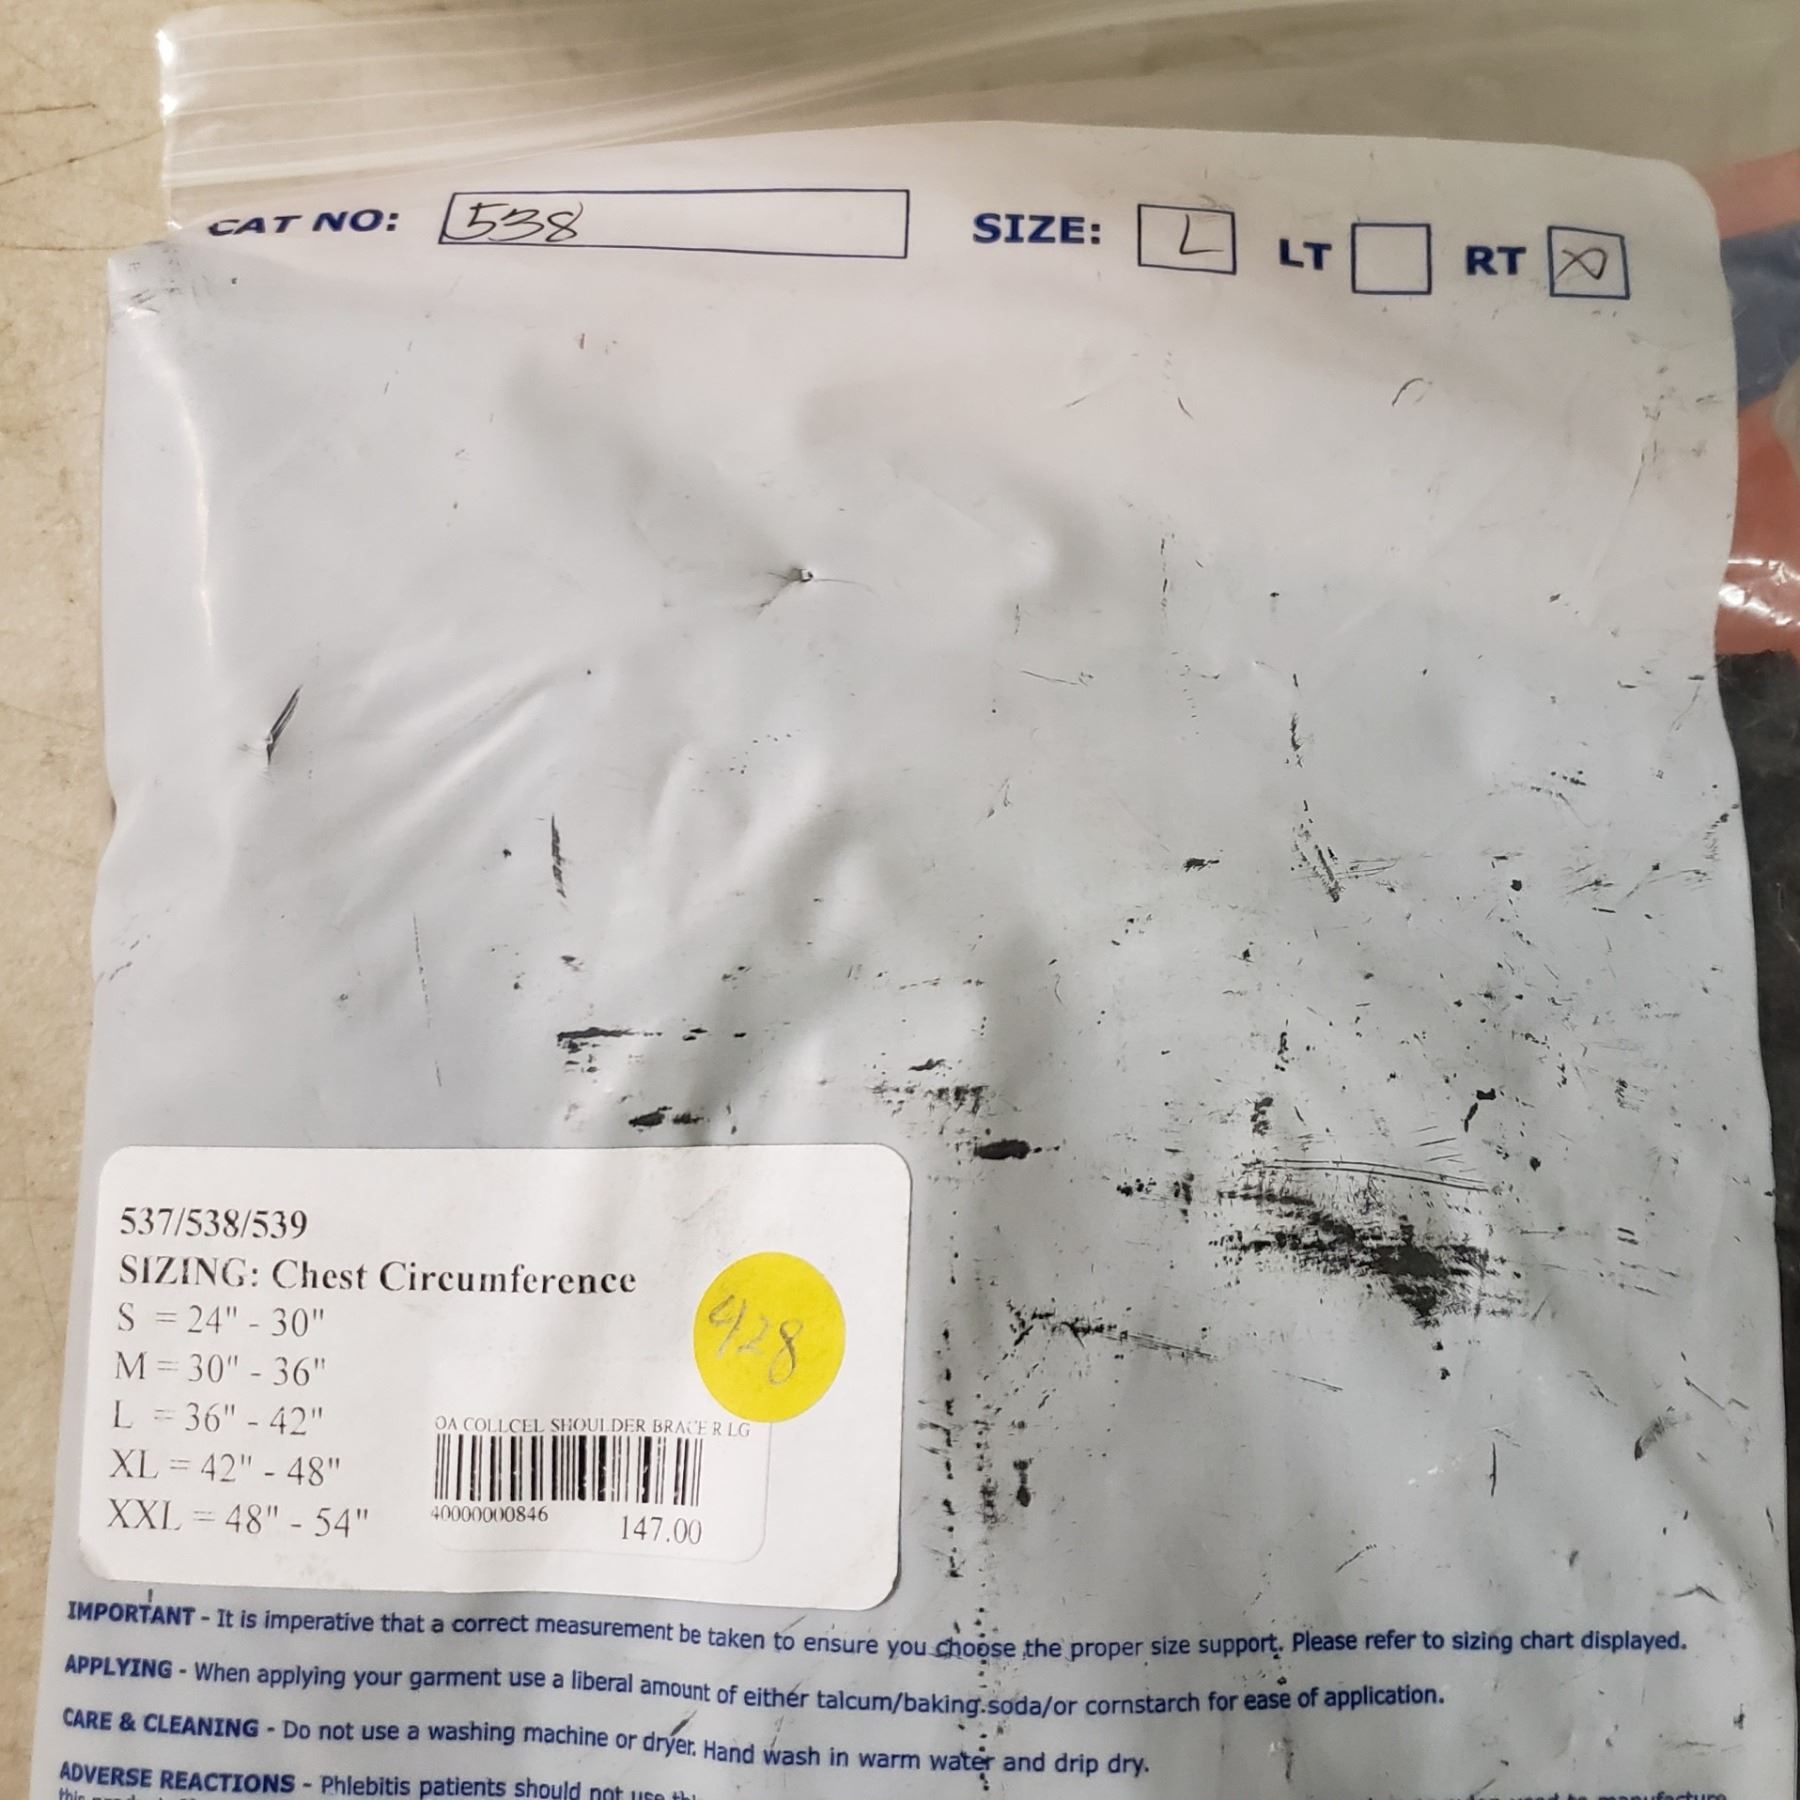 CAT NO: 538 SIZE: L LT RT X
537/538/539
SIZING: Chest Circumference
S = 24" - 30"
M = 30" - 36"
L = 36" - 42"
XL = 42" - 48"
XXL = 48" - 54"
428
OA COLLCEL SHOULDER BRACE R LG
40000000846
147.00
IMPORTANT - It is imperative that a correct measurement be taken to ensure you choose the proper size support. Please refer to sizing chart displayed.
APPLYING - When applying your garment use a liberal amount of either talcum/baking soda/or cornstarch for ease of application.
CARE & CLEANING - Do not use a washing machine or dryer. Hand wash in warm water and drip dry.
ADVERSE REACTIONS - Phlebitis patients should not use to manufacture